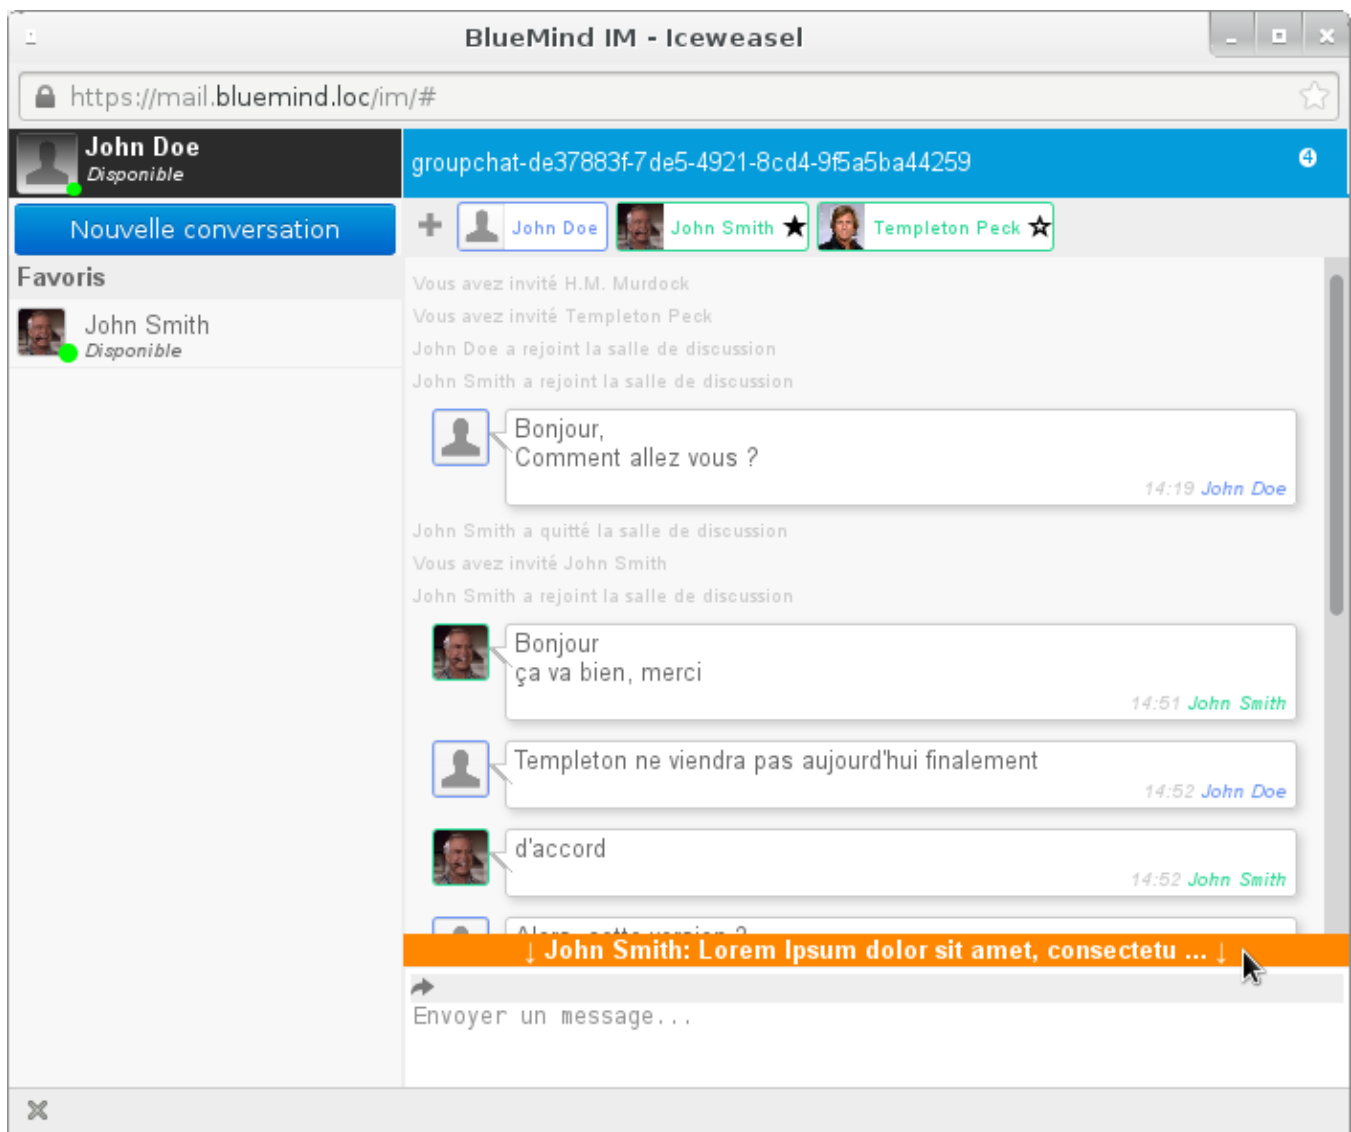 BlueMind IM - Iceweasel
https://mail.bluemind.loc/im/#
John Doe
Disponible
groupchat-de37883f-7de5-4921-8cd4-9f5a5ba44259
4
Nouvelle conversation
John Doe
John Smith
Templeton Peck
Favoris
John Smith
Disponible
Vous avez invité H.M. Murdock
Vous avez invité Templeton Peck
John Doe a rejoint la salle de discussion
John Smith a rejoint la salle de discussion
Bonjour,
Comment allez vous ?
14:19 John Doe
John Smith a quitté la salle de discussion
Vous avez invité John Smith
John Smith a rejoint la salle de discussion
Bonjour
ça va bien, merci
14:51 John Smith
Templeton ne viendra pas aujourd'hui finalement
14:52 John Doe
d'accord
14:52 John Smith
Alors, cette version ?
↓ John Smith: Lorem Ipsum dolor sit amet, consectetu ... ↓
Envoyer un message...